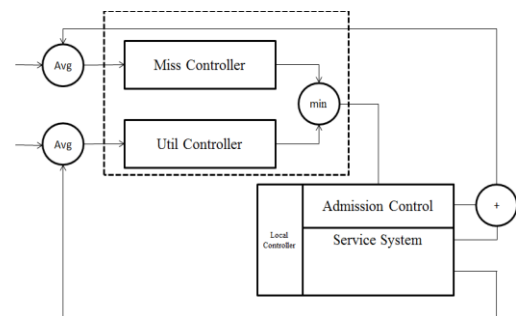 Avg
Miss Controller
min
Avg
Util Controller
Local
Controller
Admission Control
Service System
+